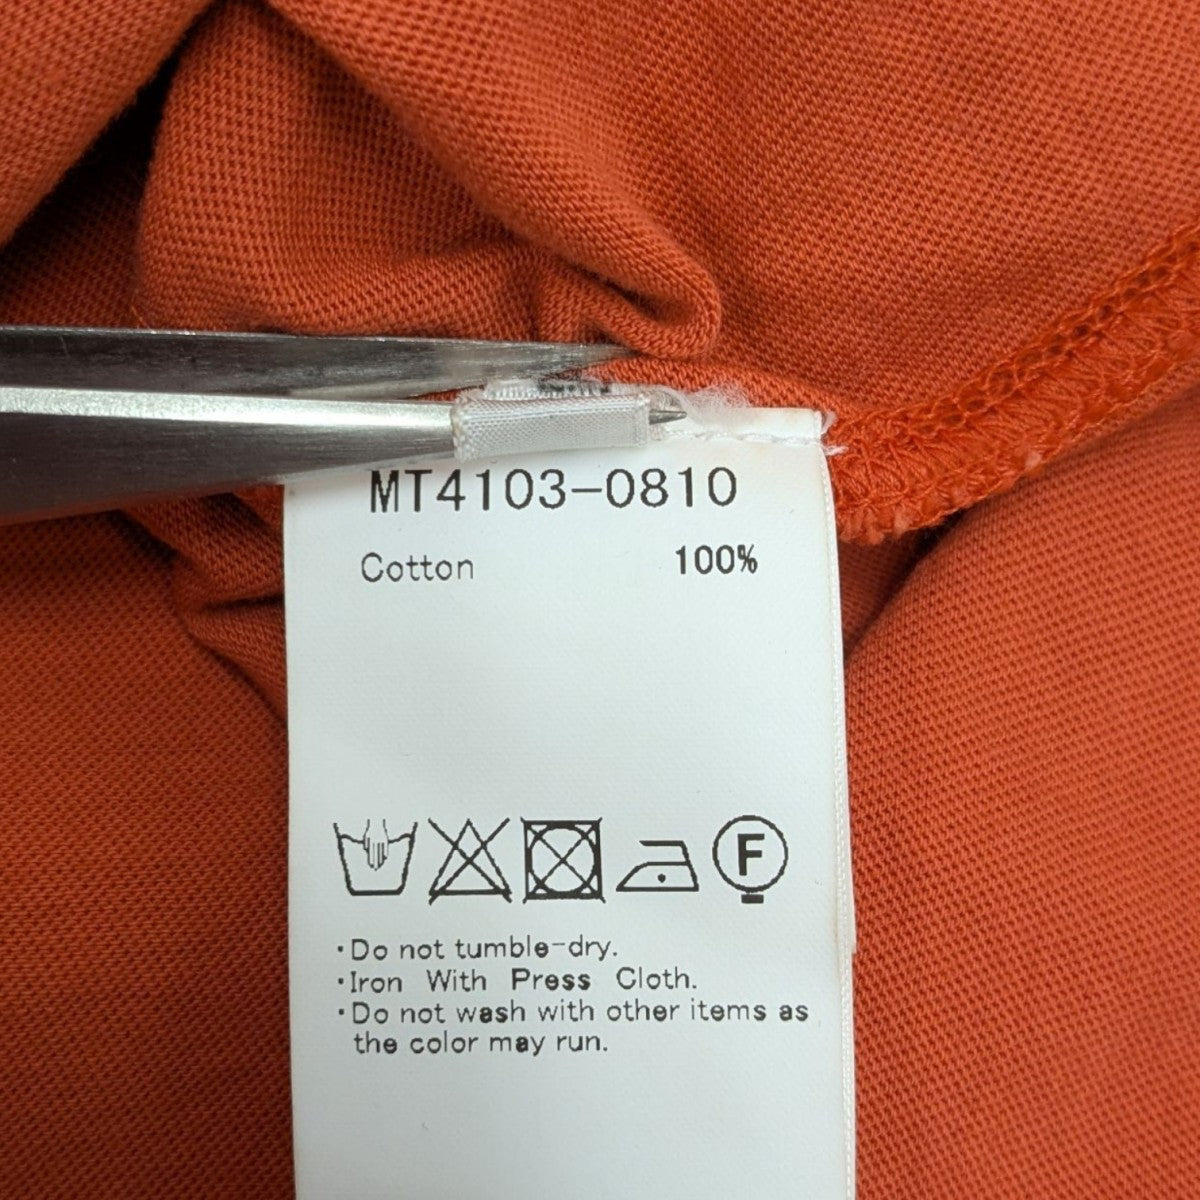 MT4103-0810
Cotton 100%
F
·Do not tumble-dry.
·Iron With Press Cloth.
·Do not wash with other items as
the color may run.